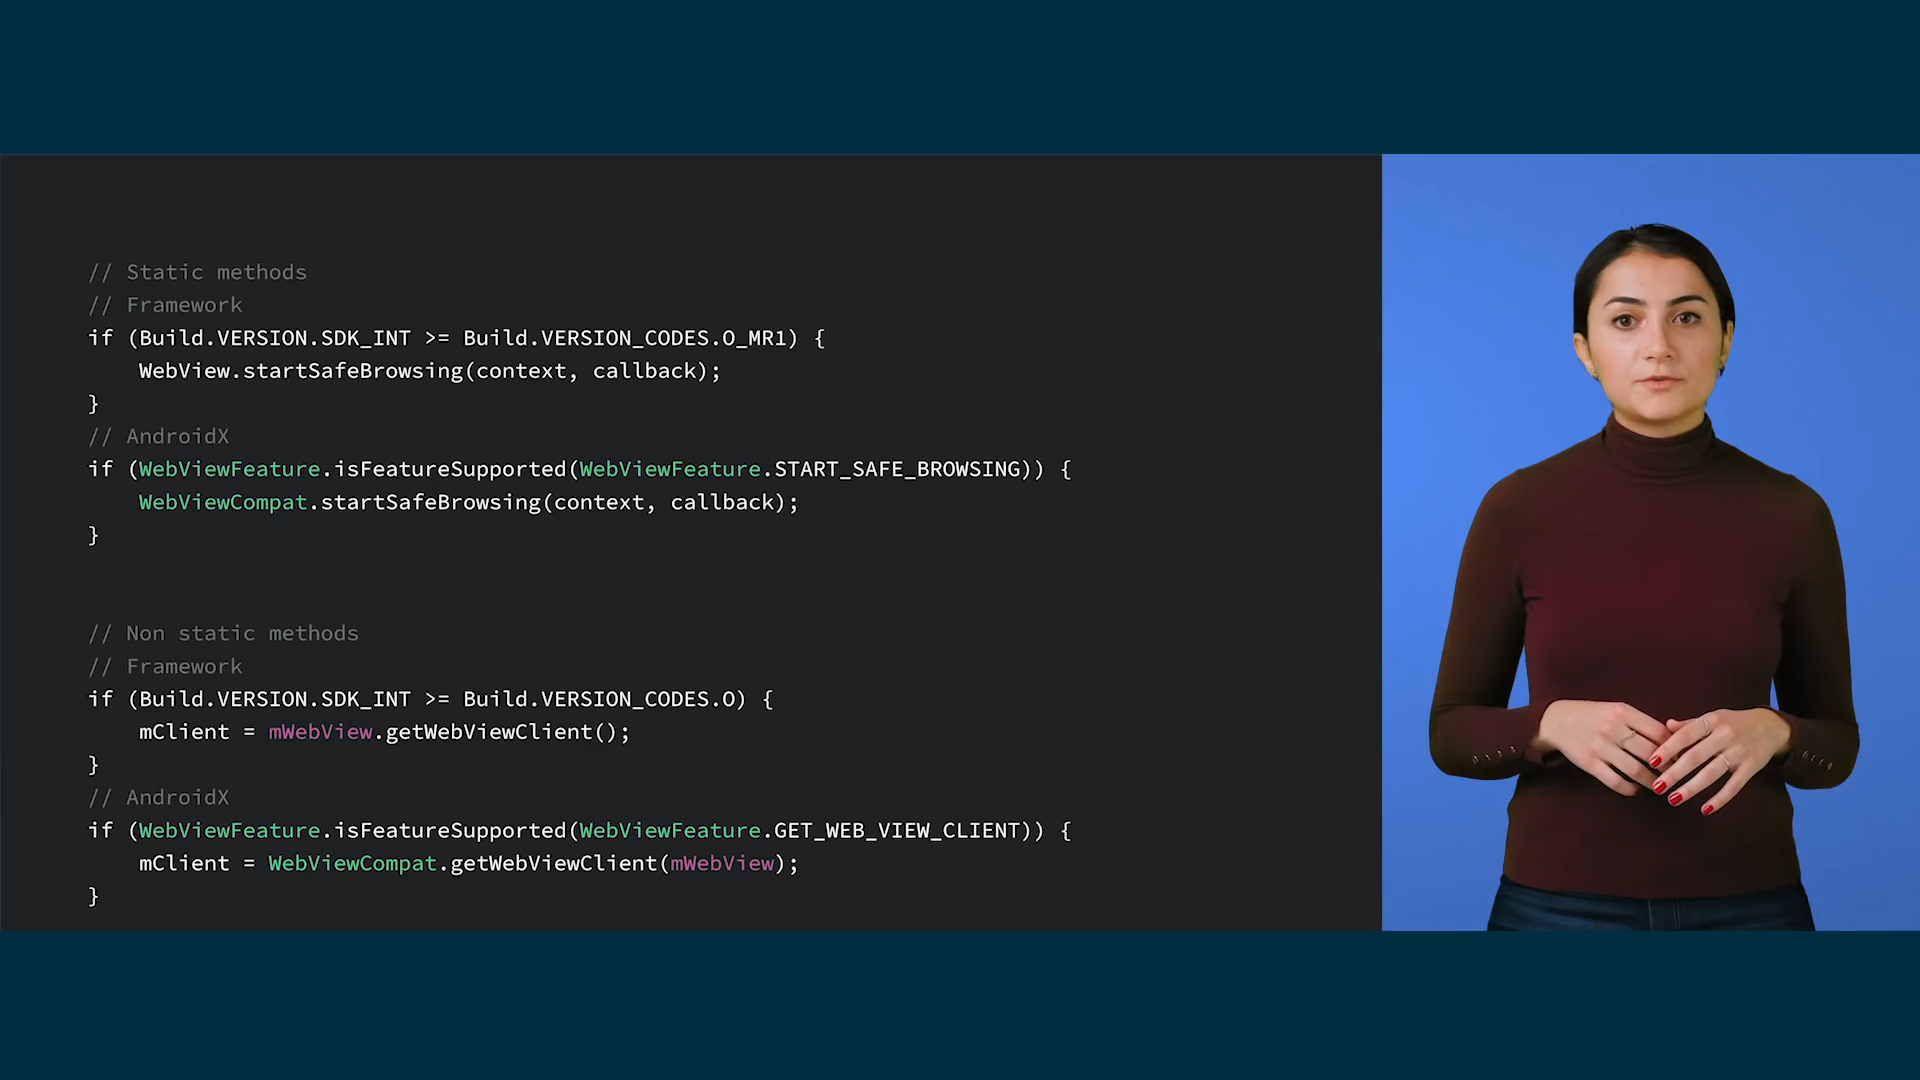 // Static methods
// Framework
if (Build.VERSION.SDK_INT >= Build.VERSION_CODES.O_MR1) {
    WebView.startSafeBrowsing(context, callback);
}
// AndroidX
if (WebViewFeature.isFeatureSupported(WebViewFeature.START_SAFE_BROWSING)) {
    WebViewCompat.startSafeBrowsing(context, callback);
}
// Non static methods
// Framework
if (Build.VERSION.SDK_INT >= Build.VERSION_CODES.O) {
    mClient = mWebView.getWebViewClient();
}
// AndroidX
if (WebViewFeature.isFeatureSupported(WebViewFeature.GET_WEB_VIEW_CLIENT)) {
    mClient = WebViewCompat.getWebViewClient(mWebView);
}